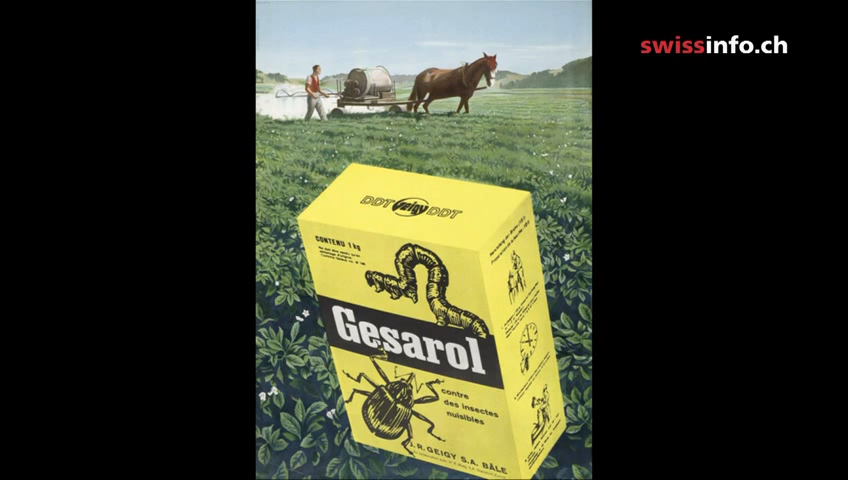 swissinfo.ch
DDT Geigy DDT
CONTENU 1 kg
Gesarol
contre
des insectes
nuisibles
J. R. GEIGY S.A. BÂLE